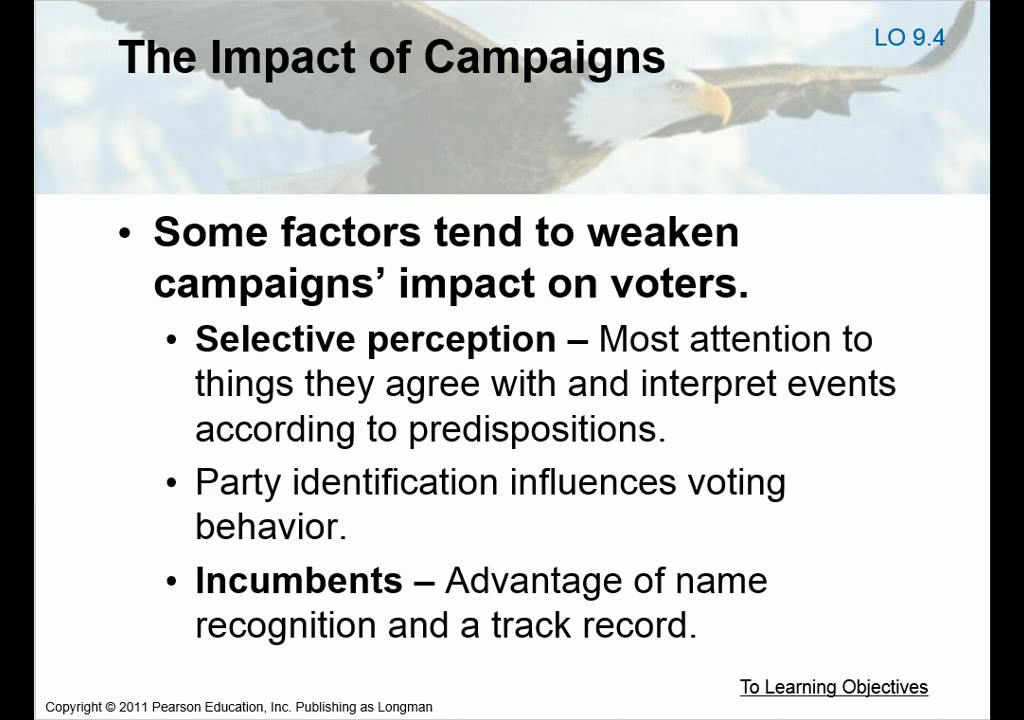 The Impact of Campaigns
LO 9.4
• Some factors tend to weaken
campaigns’ impact on voters.
• Selective perception – Most attention to
things they agree with and interpret events
according to predispositions.
• Party identification influences voting
behavior.
• Incumbents – Advantage of name
recognition and a track record.
To Learning Objectives
Copyright © 2011 Pearson Education, Inc. Publishing as Longman